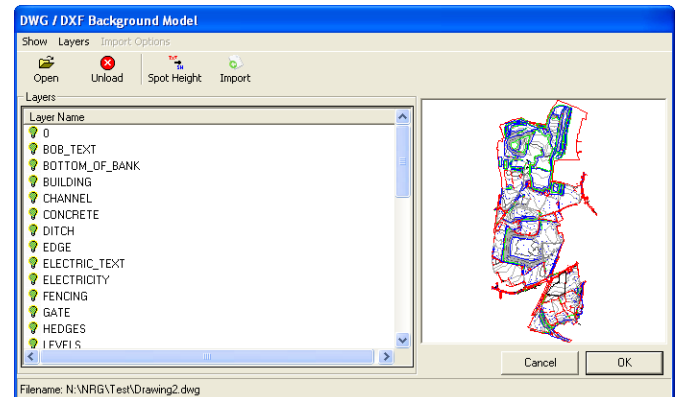 DWG / DXF Background Model
Show Layers Import Options
Open Unload Spot Height Import
Layers
Layer Name
0
BOB_TEXT
BOTTOM_OF_BANK
BUILDING
CHANNEL
CONCRETE
DITCH
EDGE
ELECTRIC_TEXT
ELECTRICITY
FENCING
GATE
HEDGES
LEVELS
Cancel OK
Filename: N:\NRG\Test\Drawing2.dwg